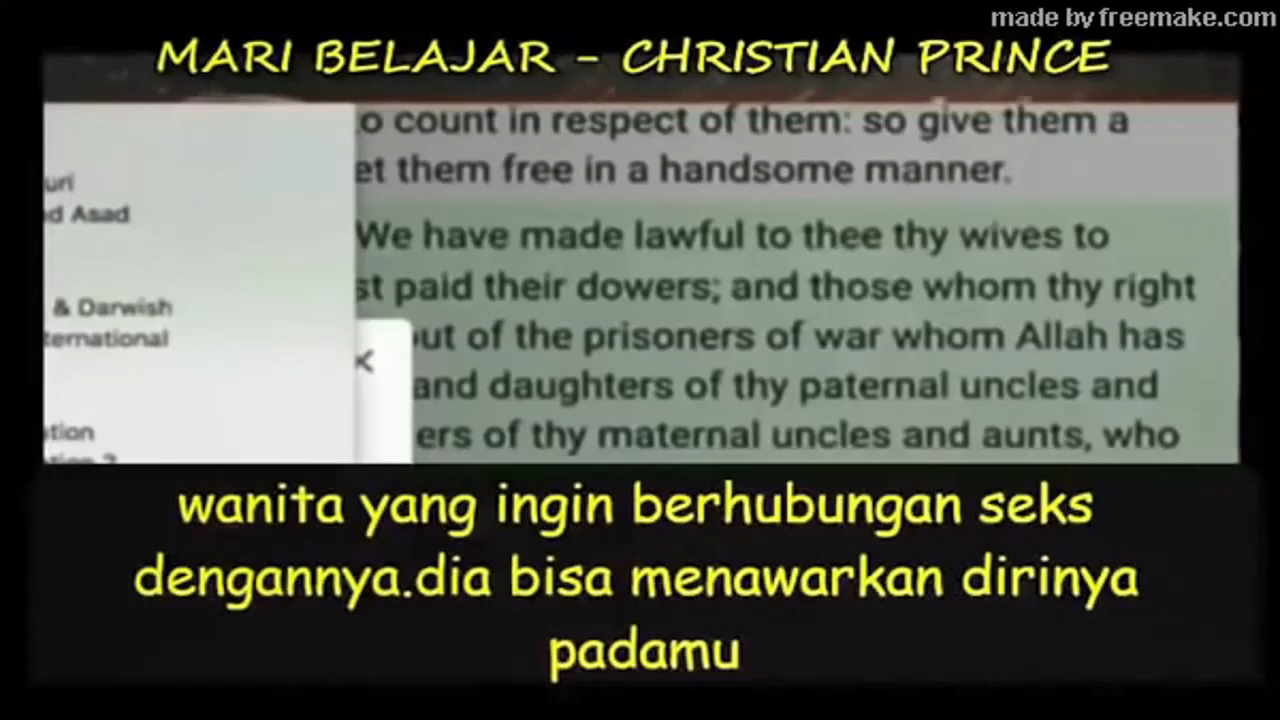 made by freemake.com
MARI BELAJAR - CHRISTIAN PRINCE
o count in respect of them: so give them a
et them free in a handsome manner.
uri
d Asad
We have made lawful to thee thy wives to
st paid their dowers; and those whom thy right
& Darwish
ternational
out of the prisoners of war whom Allah has
and daughters of thy paternal uncles and
tion
ers of thy maternal uncles and aunts, who
wanita yang ingin berhubungan seks
dengannya.dia bisa menawarkan dirinya
padamu